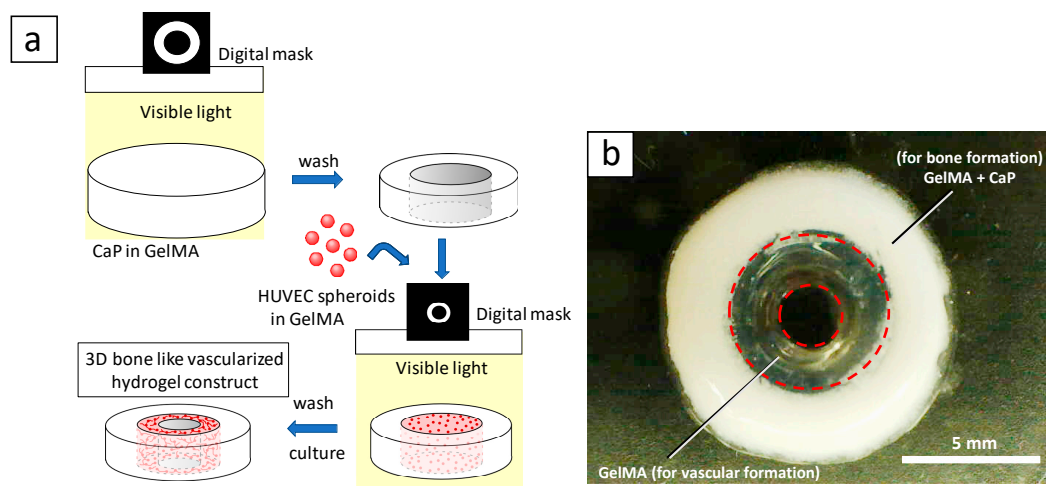 a
Digital mask
Visible light
wash
CaP in GelMA
HUVEC spheroids
in GelMA
Digital mask
Visible light
3D bone like vascularized
hydrogel construct
wash
culture
b
(for bone formation)
GelMA + CaP
GelMA (for vascular formation)
5 mm